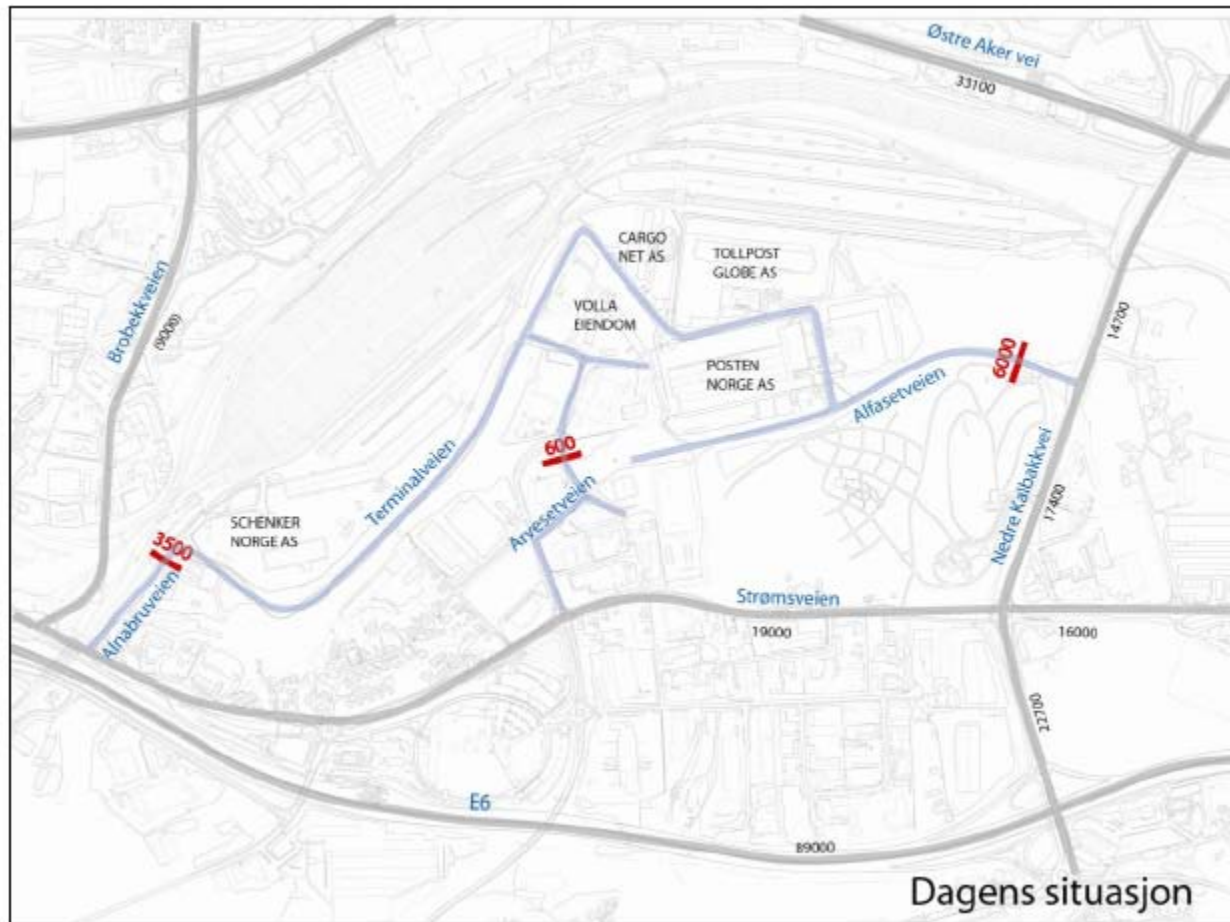 Østre Aker vei
33100
CARGO
NET AS
TOLLPOST
GLOBE AS
Brobekkveien
(9000)
VOLLA
EIENDOM
14700
6000
POSTEN
NORGE AS
Alfasetveien
600
Terminalveien
Arvesetveien
SCHENKER
NORGE AS
3500
Alnabruveien
Nedre Kalbakkvei
17400
Strømsveien
19000
16000
22700
E6
89000
Dagens situasjon